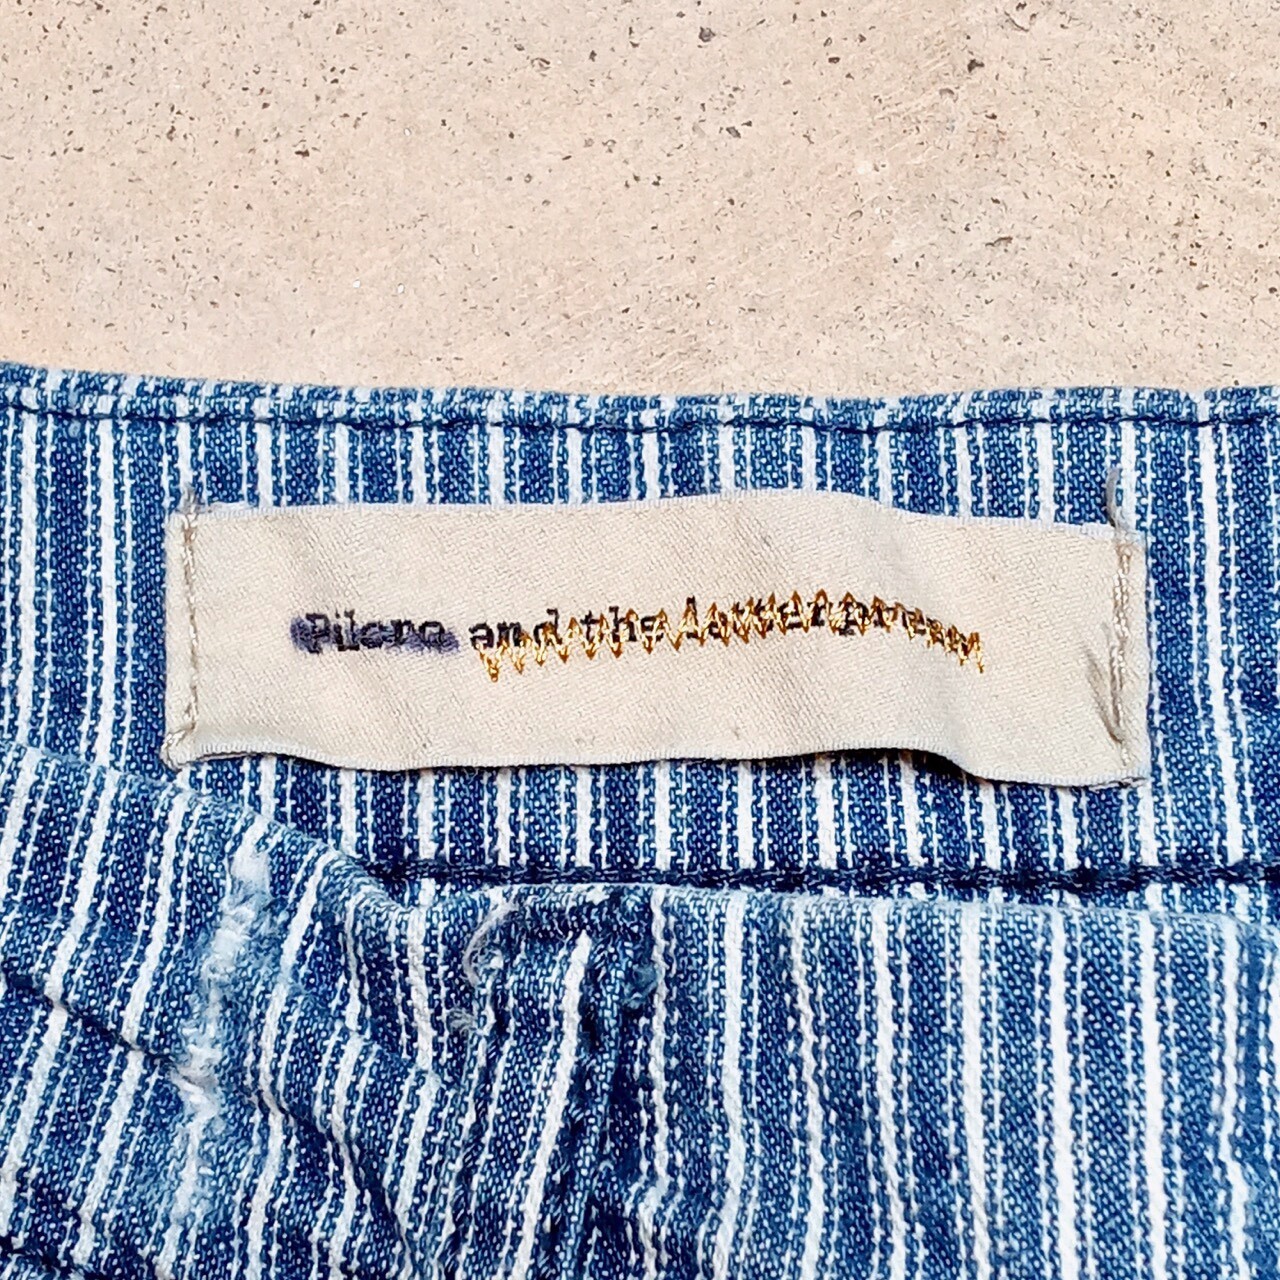 Pilcro and the Letterpress